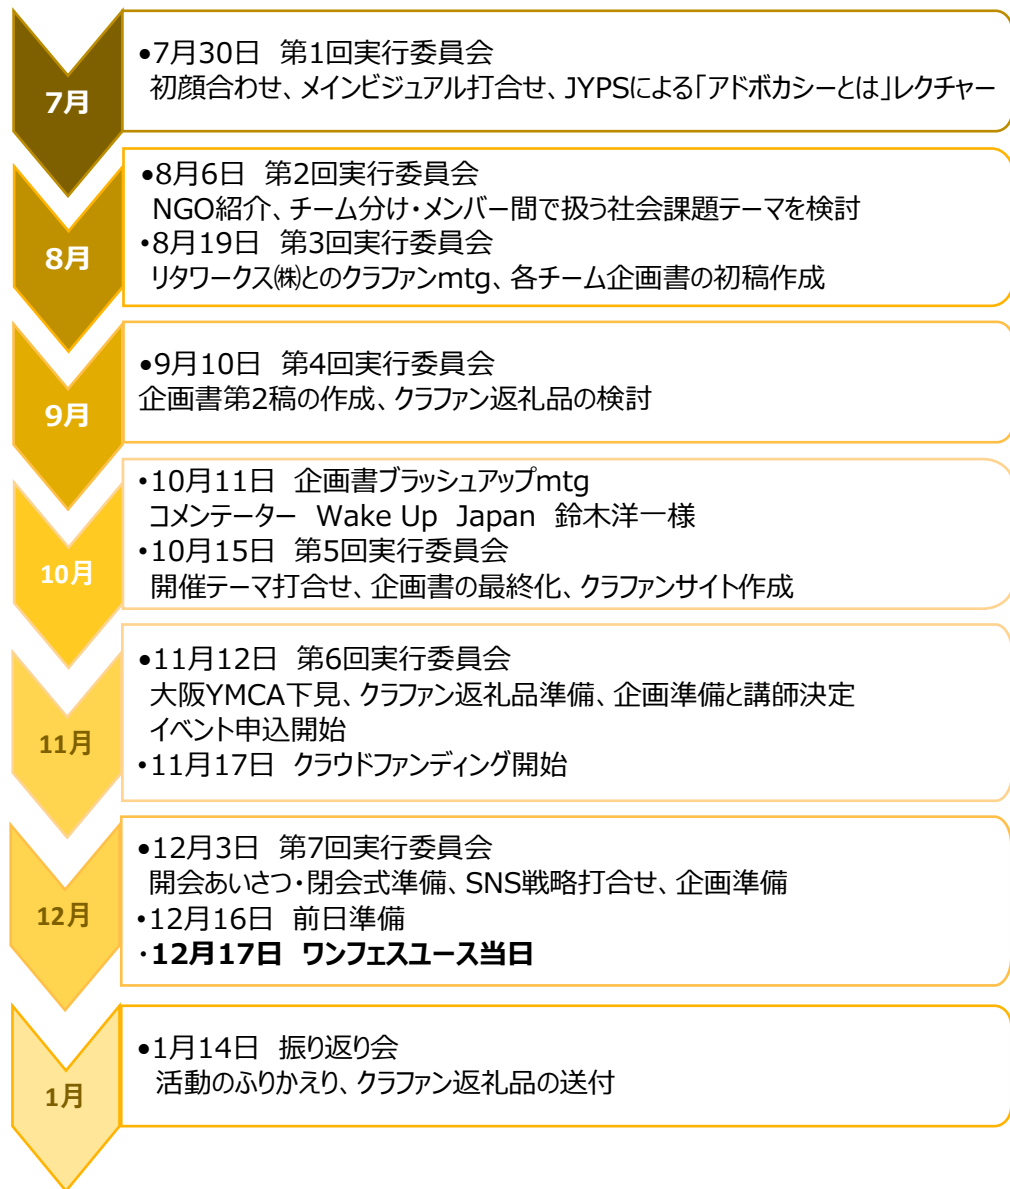 7月
•7月30日　第1回実行委員会
初顔合わせ、メインビジュアル打合せ、JYPSによる「アドボカシーとは」レクチャー
8月
•8月6日　第2回実行委員会
NGO紹介、チーム分け・メンバー間で扱う社会課題テーマを検討
・8月19日　第3回実行委員会
リタワークス㈱とのクラファンmtg、各チーム企画書の初稿作成
9月
•9月10日　第4回実行委員会
企画書第2稿の作成、クラファン返礼品の検討
10月
・10月11日　企画書ブラッシュアップmtg
コメンテーター　Wake Up　Japan　鈴木洋一様
・10月15日　第5回実行委員会
開催テーマ打合せ、企画書の最終化、クラファンサイト作成
11月
•11月12日　第6回実行委員会
大阪YMCA下見、クラファン返礼品準備、企画準備と講師決定
イベント申込開始
・11月17日　クラウドファンディング開始
12月
•12月3日　第7回実行委員会
開会あいさつ・閉会式準備、SNS戦略打合せ、企画準備
・12月16日　前日準備
・12月17日　ワンフェスユース当日
1月
•1月14日　振り返り会
活動のふりかえり、クラファン返礼品の送付